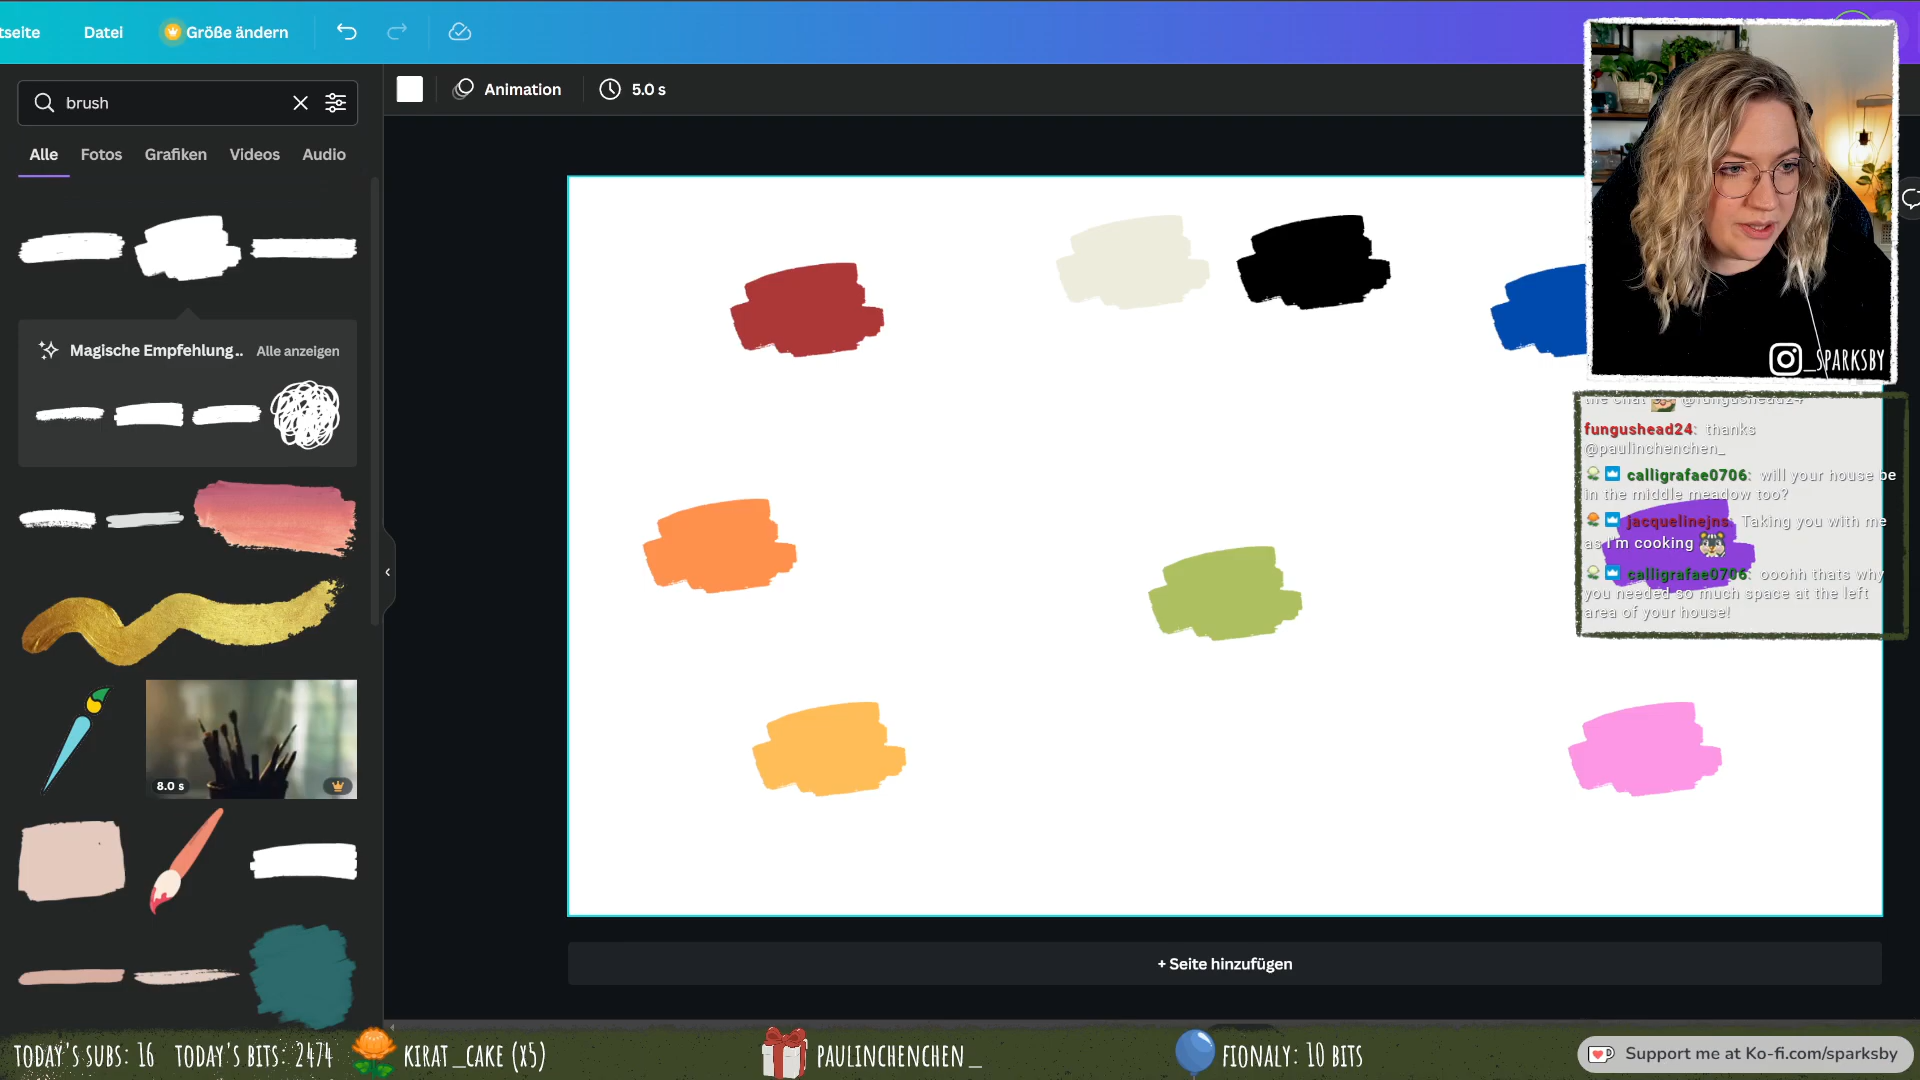 tseite
Datei
Größe ändern
brush
Animation
5.0 s
Alle
Fotos
Grafiken
Videos
Audio
Magische Empfehlung..
Alle anzeigen
8.0 s
_SPARKSBY
the chat @fungushead24
fungushead24: thanks
@paulinchenchen_
calligrafae0706: will your house be
in the middle meadow too?
jacquelinejns: Taking you with me
as I'm cooking
calligrafae0706: ooohh thats why
you needed so much space at the left
area of your house!
+ Seite hinzufügen
TODAY'S SUBS: 16
TODAY'S BITS: 2474
KIRAT_CAKE (X5)
PAULINCHENCHEN_
FIONALY: 10 BITS
Support me at Ko-fi.com/sparksby